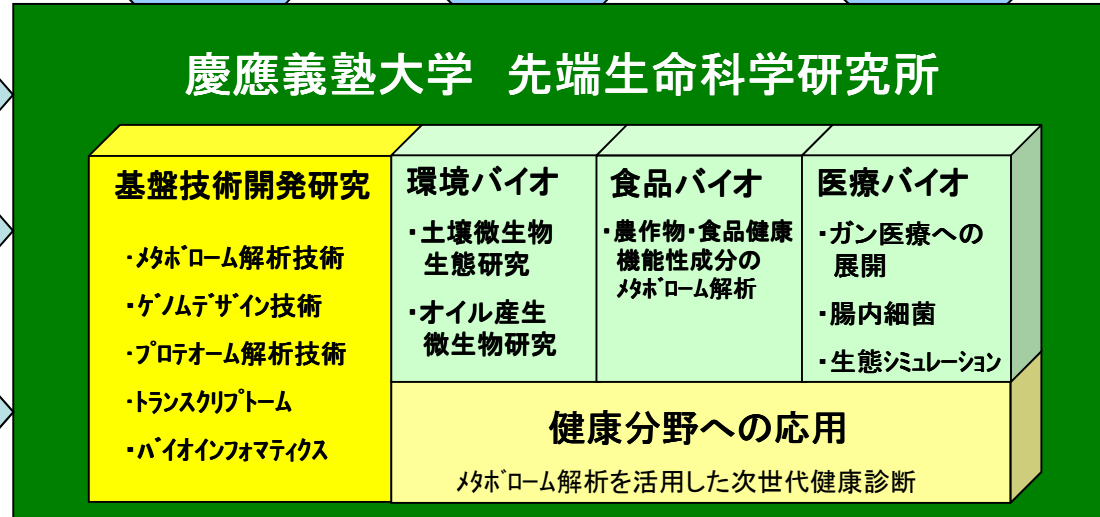 慶應義塾大学　先端生命科学研究所
基盤技術開発研究
・ﾒﾀﾎﾞﾛｰﾑ解析技術
・ｹﾞﾉﾑﾃﾞｻﾞｲﾝ技術
・ﾌﾟﾛﾃｵｰﾑ解析技術
・ﾄﾗﾝｽｸﾘﾌﾟﾄｰﾑ
・ﾊﾞｲｵｲﾝﾌｫﾏﾃｨｸｽ
環境バイオ
・土壌微生物
生態研究
・オイル産生
微生物研究
食品バイオ
・農作物・食品健康
機能性成分の
ﾒﾀﾎﾞﾛｰﾑ解析
医療バイオ
・ガン医療への
展開
・腸内細菌
・生態ｼﾐｭﾚｰｼｮﾝ
健康分野への応用
ﾒﾀﾎﾞﾛｰﾑ解析を活用した次世代健康診断